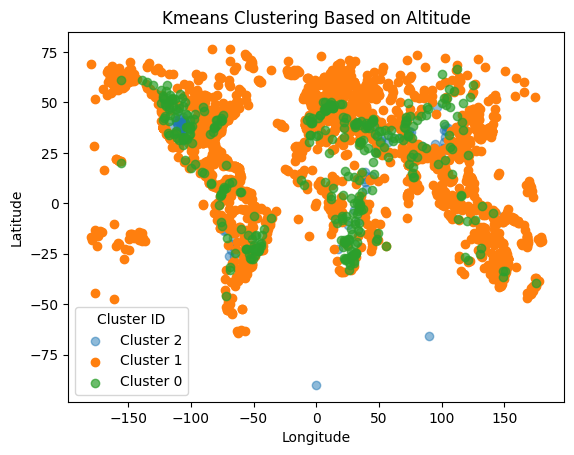 Kmeans Clustering Based on Altitude
75
50
25
0
−25
−50
−75
Latitude
Cluster ID
Cluster 2
Cluster 1
Cluster 0
−150 −100 −50 0 50 100 150
Longitude